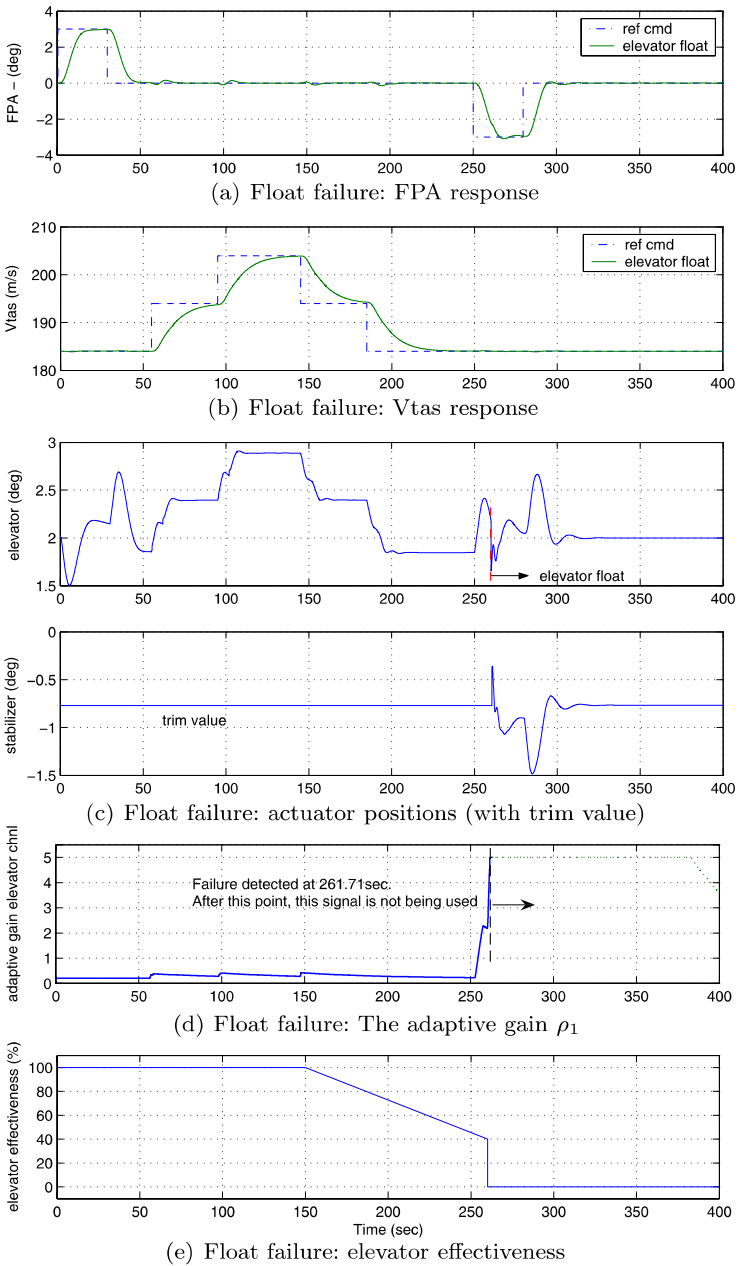 4
2
0
−2
−4
FPA − (deg)
ref cmd
elevator float
0 50 100 150 200 250 300 350 400
(a) Float failure: FPA response
210
200
190
180
Vtas (m/s)
ref cmd
elevator float
0 50 100 150 200 250 300 350 400
(b) Float failure: Vtas response
3
2.5
2
1.5
elevator (deg)
elevator float
0 50 100 150 200 250 300 350 400
0
−0.5
−1
−1.5
stabilizer (deg)
trim value
0 50 100 150 200 250 300 350 400
(c) Float failure: actuator positions (with trim value)
5
4
3
2
1
0
adaptive gain elevator chnl
Failure detected at 261.71sec.
After this point, this signal is not being used
0 50 100 150 200 250 300 350 400
(d) Float failure: The adaptive gain ρ₁
100
80
60
40
20
0
elevator effectiveness (%)
0 50 100 150 200 250 300 350 400
Time (sec)
(e) Float failure: elevator effectiveness